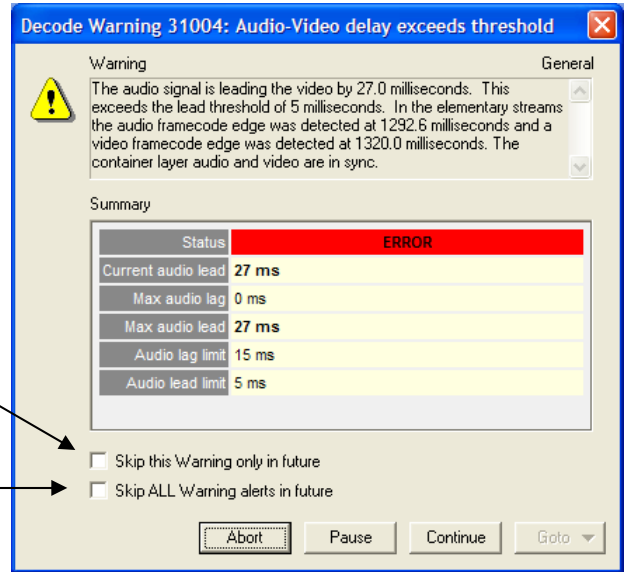 Decode Warning 31004: Audio-Video delay exceeds threshold
Warning General
The audio signal is leading the video by 27.0 milliseconds. This
exceeds the lead threshold of 5 milliseconds. In the elementary streams
the audio framecode edge was detected at 1292.6 milliseconds and a
video framecode edge was detected at 1320.0 milliseconds. The
container layer audio and video are in sync.
Summary
Status ERROR
Current audio lead 27 ms
Max audio lag 0 ms
Max audio lead 27 ms
Audio lag limit 15 ms
Audio lead limit 5 ms
Skip this Warning only in future
Skip ALL Warning alerts in future
Abort Pause Continue Goto